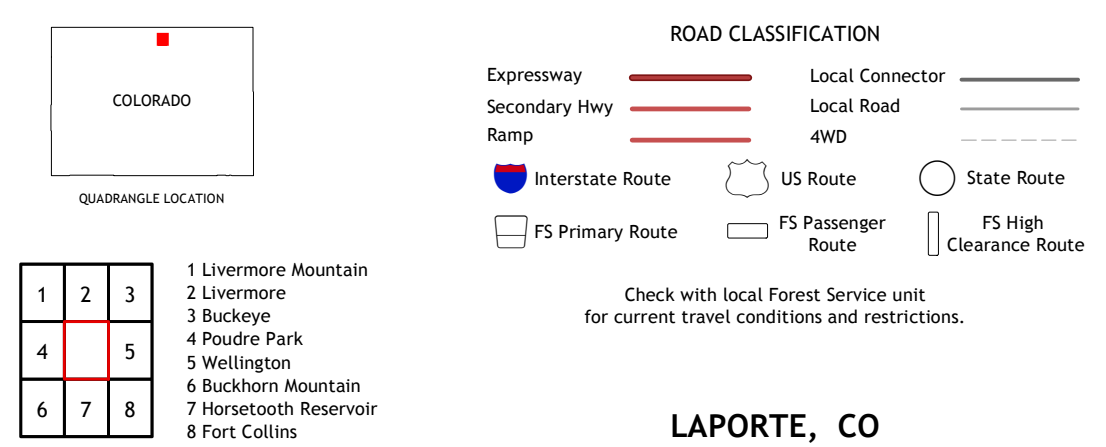 COLORADO
QUADRANGLE LOCATION
1 2 3
4 5
6 7 8
1 Livermore Mountain
2 Livermore
3 Buckeye
4 Poudre Park
5 Wellington
6 Buckhorn Mountain
7 Horsetooth Reservoir
8 Fort Collins
ROAD CLASSIFICATION
Expressway
Secondary Hwy
Ramp
Local Connector
Local Road
4WD
Interstate Route
US Route
State Route
FS Primary Route
FS Passenger
Route
FS High
Clearance Route
Check with local Forest Service unit
for current travel conditions and restrictions.
LAPORTE, CO